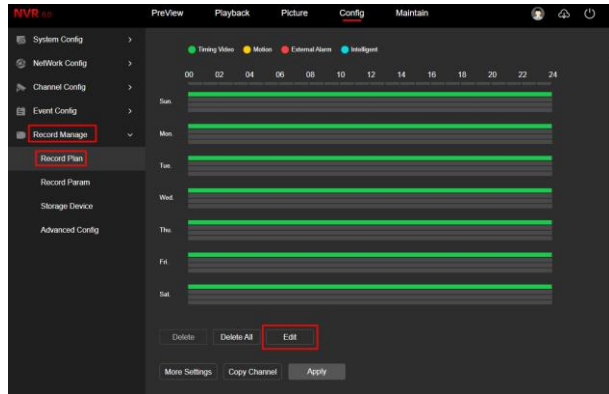 NVR 5.0
PreView Playback Picture Config Maintain
System Config
NetWork Config
Channel Config
Event Config
Record Manage
Record Plan
Record Param
Storage Device
Advanced Config
Timing Video Motion External Alarm Intelligent
00 02 04 06 08 10 12 14 16 18 20 22 24
Sun.
Mon.
Tue.
Wed.
Thu.
Fri
Sat.
Delete Delete All Edit
More Settings Copy Channel Apply